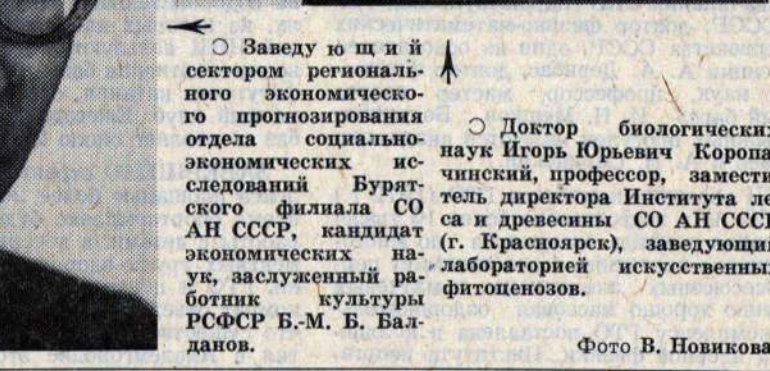 ○ Заведующий
сектором региональ-
ного экономическо-
го прогнозирования
отдела социально-
экономических ис-
следований Бурят-
ского филиала СО
АН СССР, кандидат
экономических на-
ук, заслуженный ра-
ботник культуры
РСФСР Б.-М. Б. Бал-
данов.
○ Доктор биологических
наук Игорь Юрьевич Коропа-
чинский, профессор, замести-
тель директора Института ле-
са и древесины СО АН СССР
(г. Красноярск), заведующий
лабораторией искусственных
фитоценозов.
Фото В. Новикова